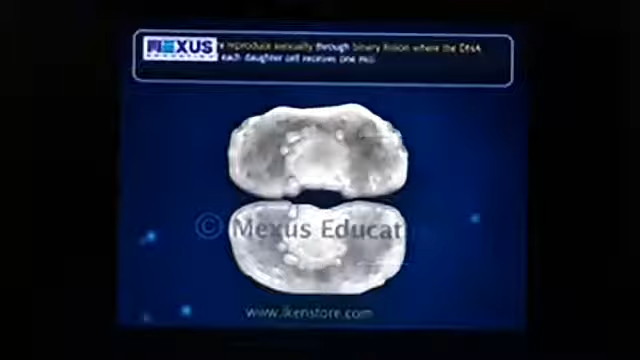 MEXUS
EDUCATION
reproduce asexually through binary fission where the DNA
each daughter cell receives one
© Mexus Educat
www.ikenstore.com